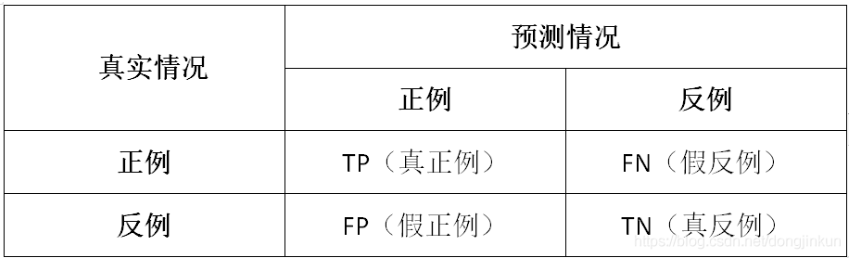 真实情况
预测情况
正例
反例
正例
TP（真正例）
FN（假反例）
反例
FP（假正例）
TN（真反例）
https://blog.csdn.net/dongjinkun